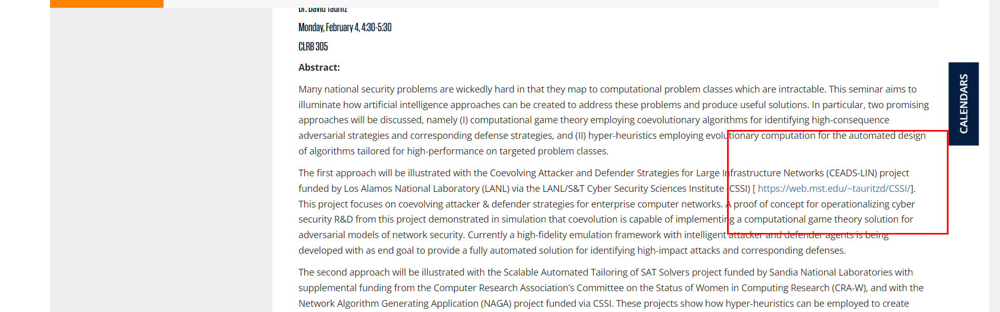 Dr. David Tauritz
Monday, February 4, 4:30-5:30
CLRB 305
Abstract:
Many national security problems are wickedly hard in that they map to computational problem classes which are intractable. This seminar aims to
illuminate how artificial intelligence approaches can be created to address these problems and produce useful solutions. In particular, two promising
approaches will be discussed, namely (I) computational game theory employing coevolutionary algorithms for identifying high-consequence
adversarial strategies and corresponding defense strategies, and (II) hyper-heuristics employing evolutionary computation for the automated design
of algorithms tailored for high-performance on targeted problem classes.
The first approach will be illustrated with the Coevolving Attacker and Defender Strategies for Large Infrastructure Networks (CEADS-LIN) project
funded by Los Alamos National Laboratory (LANL) via the LANL/S&T Cyber Security Sciences Institute (CSSI) [ https://web.mst.edu/~tauritzd/CSSI/].
This project focuses on coevolving attacker & defender strategies for enterprise computer networks. A proof of concept for operationalizing cyber
security R&D from this project demonstrated in simulation that coevolution is capable of implementing a computational game theory solution for
adversarial models of network security. Currently a high-fidelity emulation framework with intelligent attacker and defender agents is being
developed with as end goal to provide a fully automated solution for identifying high-impact attacks and corresponding defenses.
The second approach will be illustrated with the Scalable Automated Tailoring of SAT Solvers project funded by Sandia National Laboratories with
supplemental funding from the Computer Research Association’s Committee on the Status of Women in Computing Research (CRA-W), and with the
Network Algorithm Generating Application (NAGA) project funded via CSSI. These projects show how hyper-heuristics can be employed to create
CALENDARS